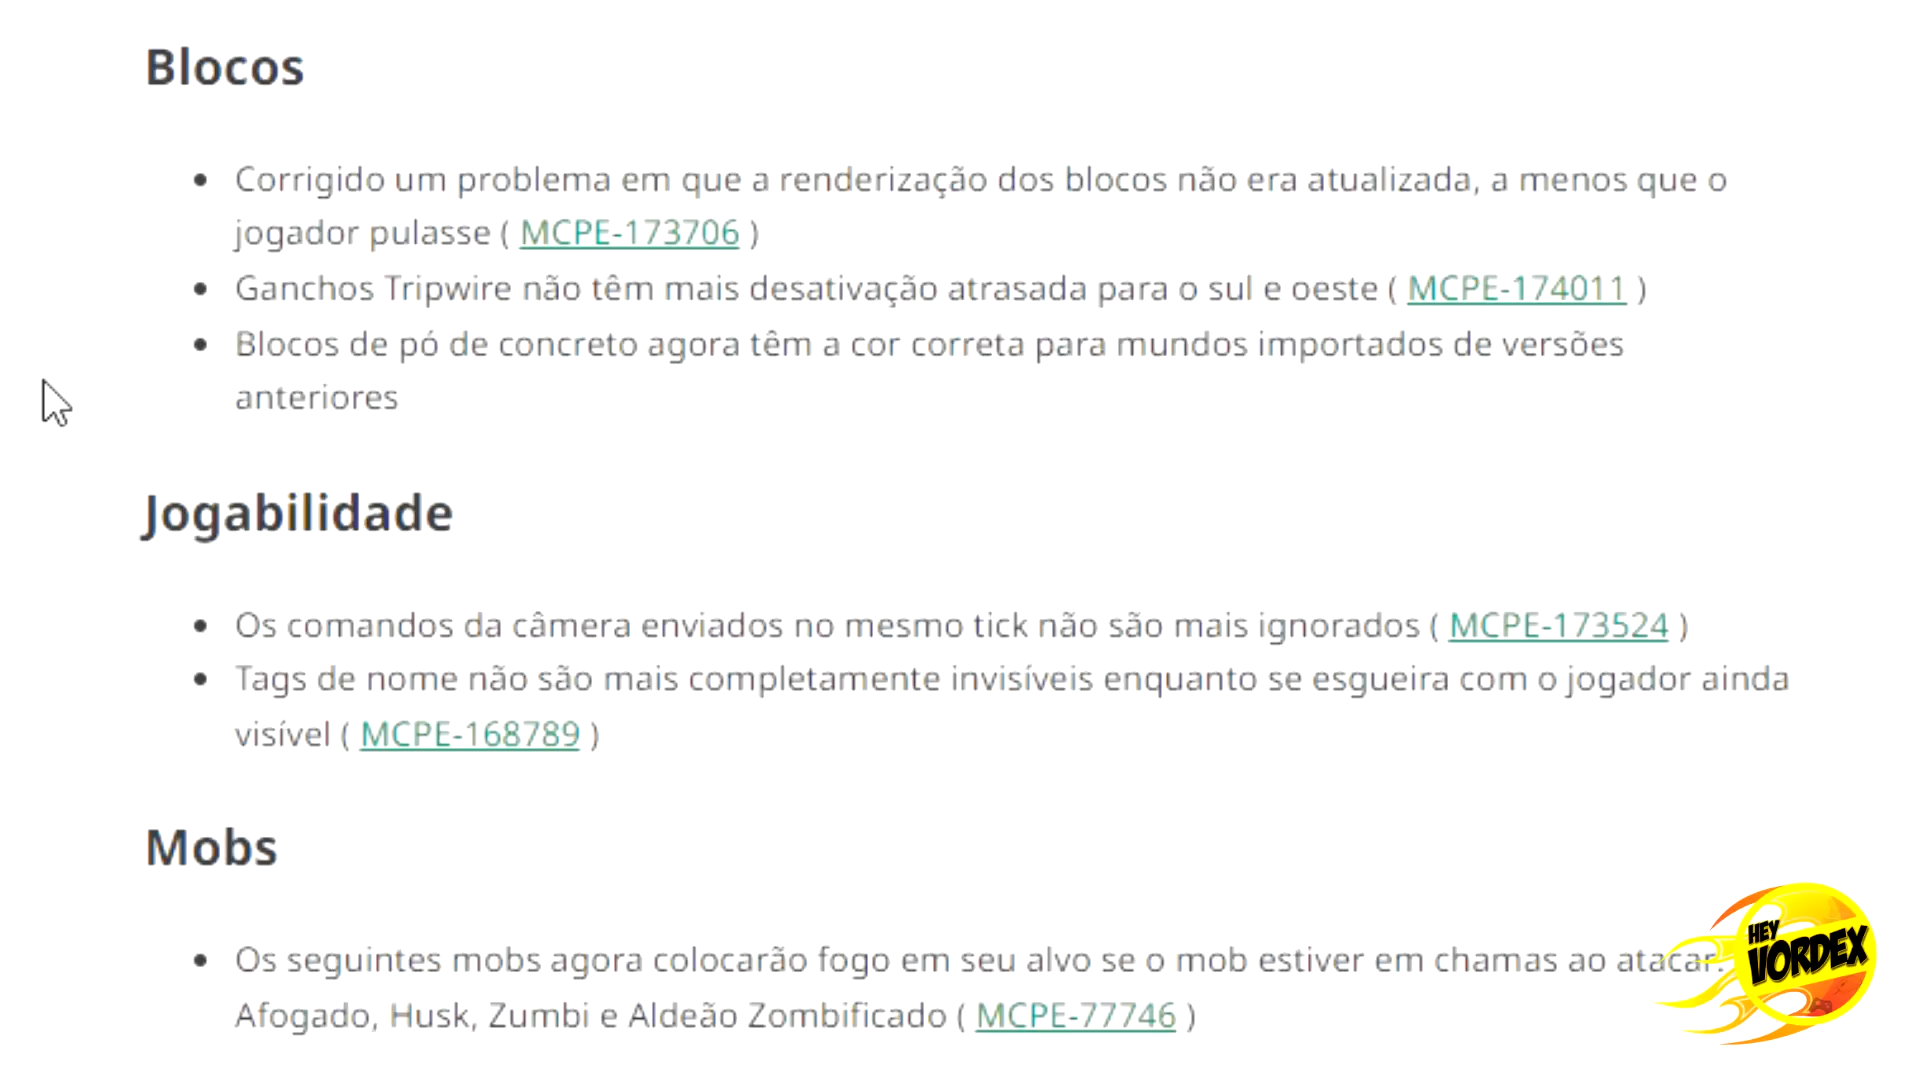 Blocos
Corrigido um problema em que a renderização dos blocos não era atualizada, a menos que o
jogador pulasse ( MCPE-173706 )
Ganchos Tripwire não têm mais desativação atrasada para o sul e oeste ( MCPE-174011 )
Blocos de pó de concreto agora têm a cor correta para mundos importados de versões
anteriores
Jogabilidade
Os comandos da câmera enviados no mesmo tick não são mais ignorados ( MCPE-173524 )
Tags de nome não são mais completamente invisíveis enquanto se esgueira com o jogador ainda
visível ( MCPE-168789 )
Mobs
Os seguintes mobs agora colocarão fogo em seu alvo se o mob estiver em chamas ao atacar:
Afogado, Husk, Zumbi e Aldeão Zombificado ( MCPE-77746 )
HEY
VORDEX